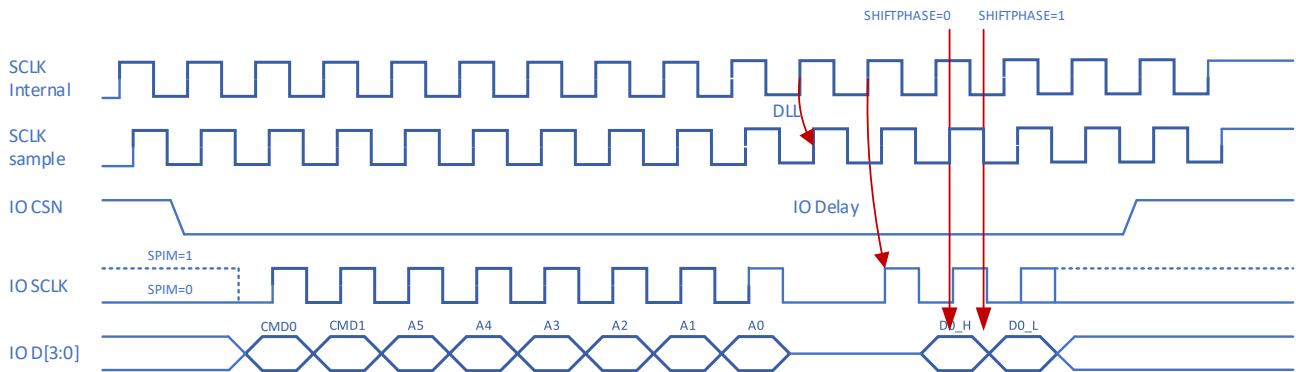 SHIFTPHASE=0 SHIFTPHASE=1
SCLK
Internal
DLL
SCLK
sample
IO CSN
IO Delay
SPIM=1
IO SCLK
SPIM=0
CMD0 CMD1 A5 A4 A3 A2 A1 A0 D0_H D0_L
IO D[3:0]